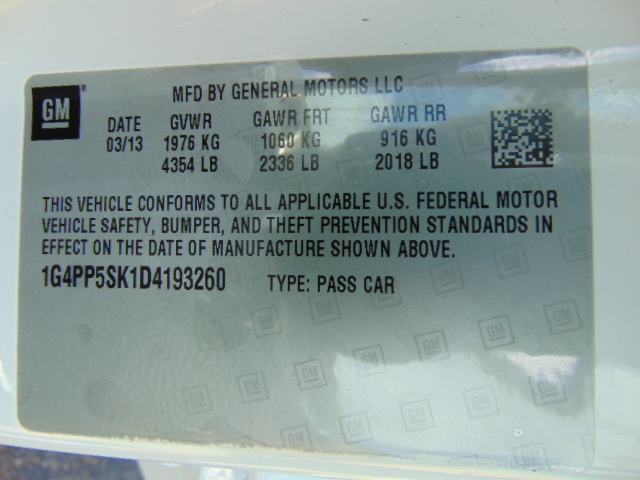 GM®
MFD BY GENERAL MOTORS LLC
DATE GVWR GAWR FRT GAWR RR
03/13 1976 KG 1060 KG 916 KG
4354 LB 2336 LB 2018 LB
THIS VEHICLE CONFORMS TO ALL APPLICABLE U.S. FEDERAL MOTOR
VEHICLE SAFETY, BUMPER, AND THEFT PREVENTION STANDARDS IN
EFFECT ON THE DATE OF MANUFACTURE SHOWN ABOVE.
1G4PP5SK1D4193260 TYPE: PASS CAR